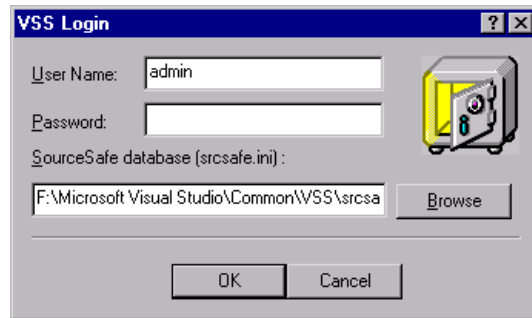 VSS Login
User Name:
admin
Password:
SourceSafe database (srcsafe.ini) :
F:\Microsoft Visual Studio\Common\VSS\srcsa
Browse
OK
Cancel